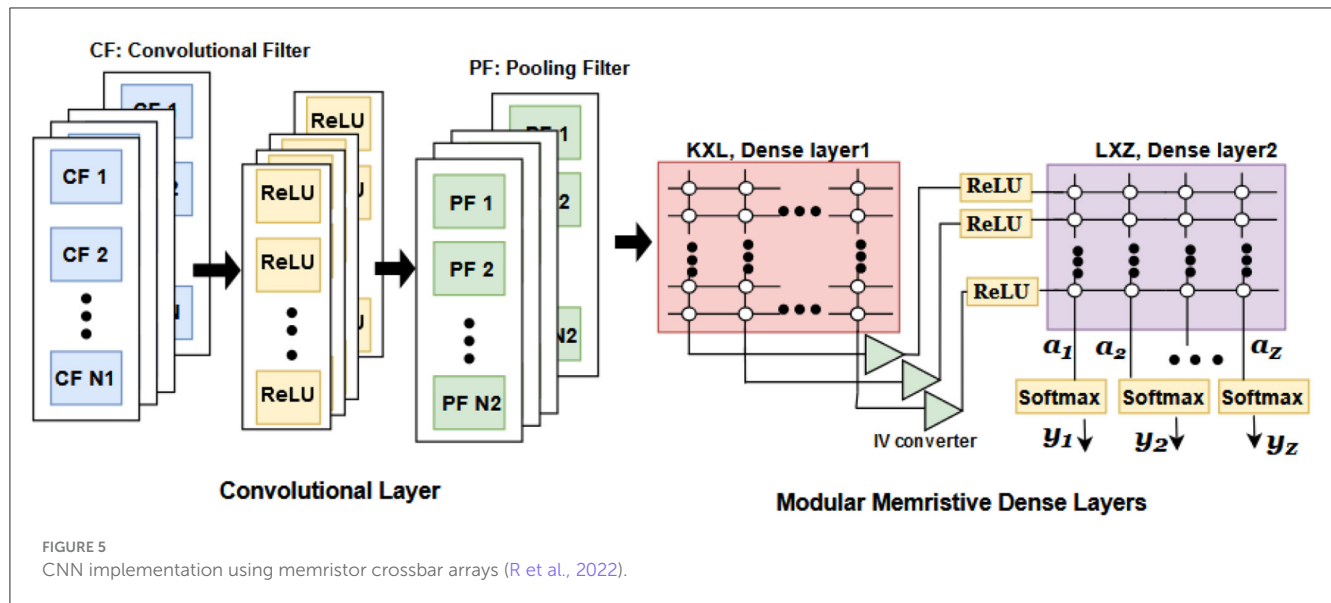 CF: Convolutional Filter
PF: Pooling Filter
CF 1
CF 1
CF 2
CF N1
ReLU
ReLU
ReLU
ReLU
PF 1
PF 2
PF N2
N2
KXL, Dense layer1
LXZ, Dense layer2
ReLU
ReLU
ReLU
IV converter
a1 a2 az
Softmax Softmax Softmax
y1 y2 yz
Convolutional Layer
Modular Memristive Dense Layers
FIGURE 5
CNN implementation using memristor crossbar arrays (R et al., 2022).